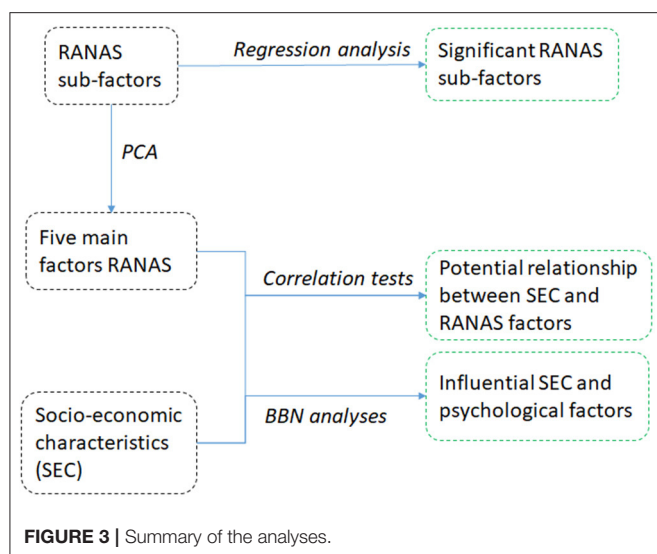 RANAS
sub-factors
Regression analysis
Significant RANAS
sub-factors
PCA
Five main
factors RANAS
Correlation tests
Potential relationship
between SEC and
RANAS factors
Socio-economic
characteristics
(SEC)
BBN analyses
Influential SEC and
psychological factors
FIGURE 3 | Summary of the analyses.